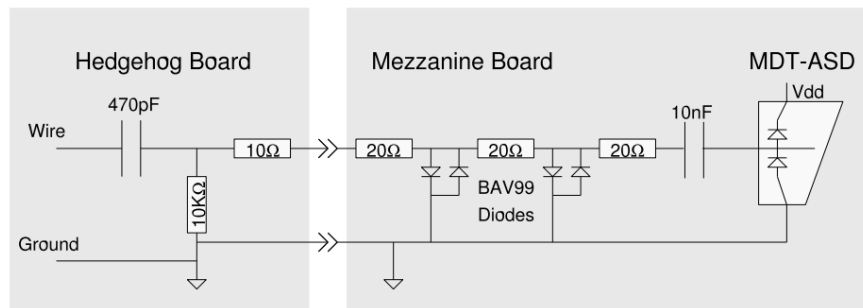 Hedgehog Board
Mezzanine Board
MDT-ASD
Vdd
470pF
10nF
Wire
10Ω
20Ω
20Ω
20Ω
10KΩ
BAV99
Diodes
Ground